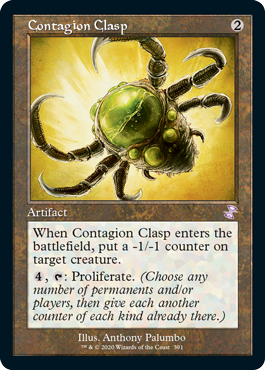 Contagion Clasp 2
Artifact
When Contagion Clasp enters the
battlefield, put a -1/-1 counter on
target creature.
4, T: Proliferate. (Choose any
number of permanents and/or
players, then give each another
counter of each kind already there.)
Illus. Anthony Palumbo
™ & © 2020 Wizards of the Coast 391